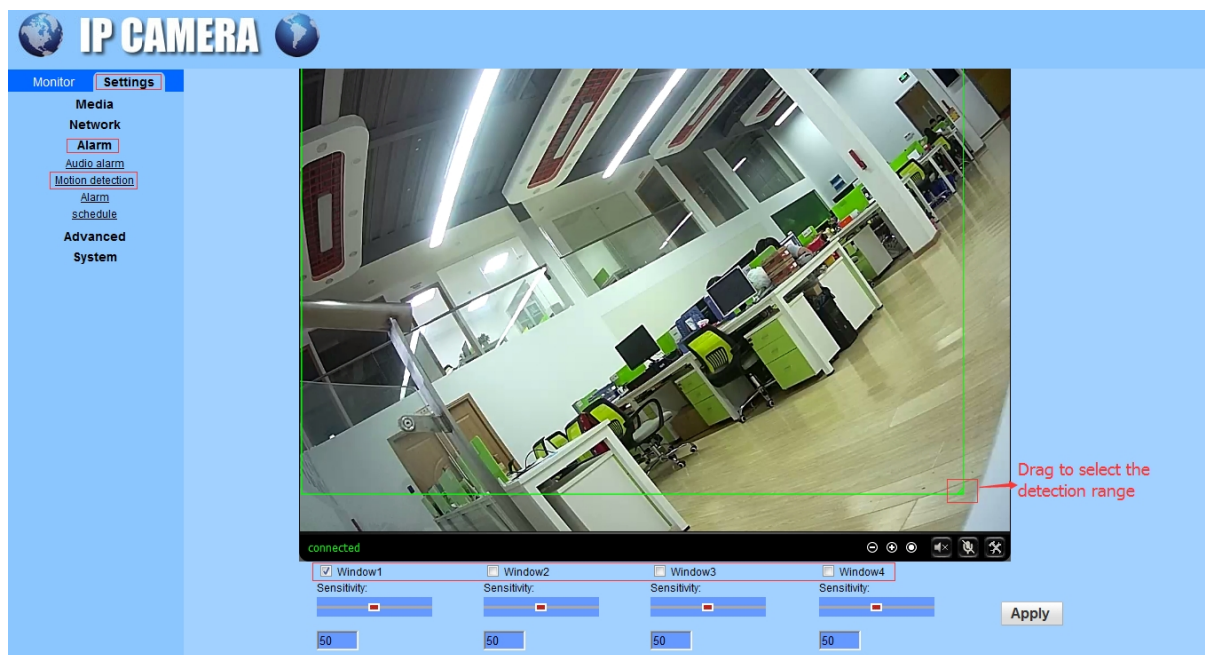 IP CAMERA
Monitor
Settings
Media
Network
Alarm
Audio alarm
Motion detection
Alarm
schedule
Advanced
System
Drag to select the
detection range
connected
Window1 Window2 Window3 Window4
Sensitivity: Sensitivity: Sensitivity: Sensitivity:
Apply
50 50 50 50